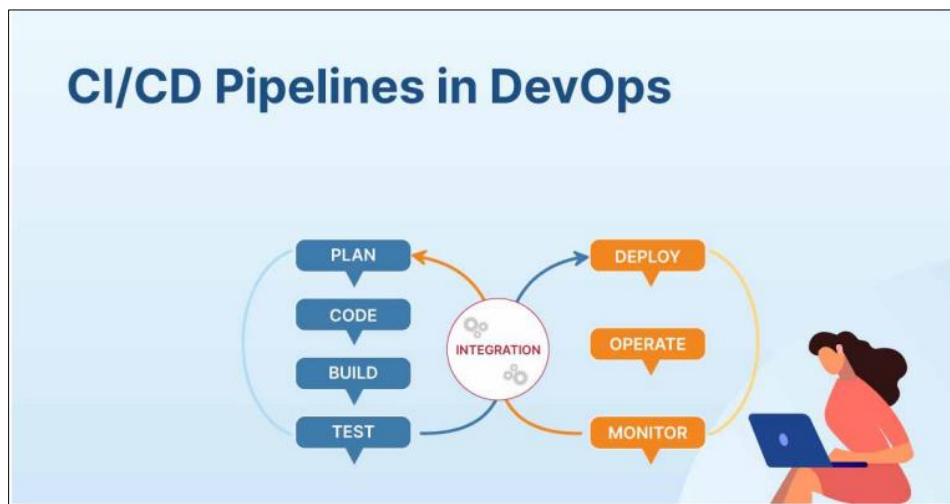 CI/CD Pipelines in DevOps
PLAN
CODE
BUILD
TEST
INTEGRATION
DEPLOY
OPERATE
MONITOR